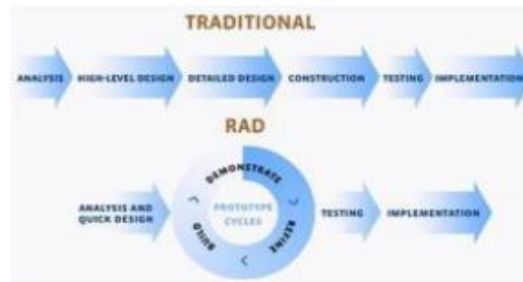 TRADITIONAL
ANALYSIS HIGH-LEVEL DESIGN DETAILED DESIGN CONSTRUCTION TESTING IMPLEMENTATION
RAD
DEMONSTRATE
ANALYSIS AND
QUICK DESIGN
PROTOTYPE
CYCLES
REFINE
BUILD
TESTING IMPLEMENTATION